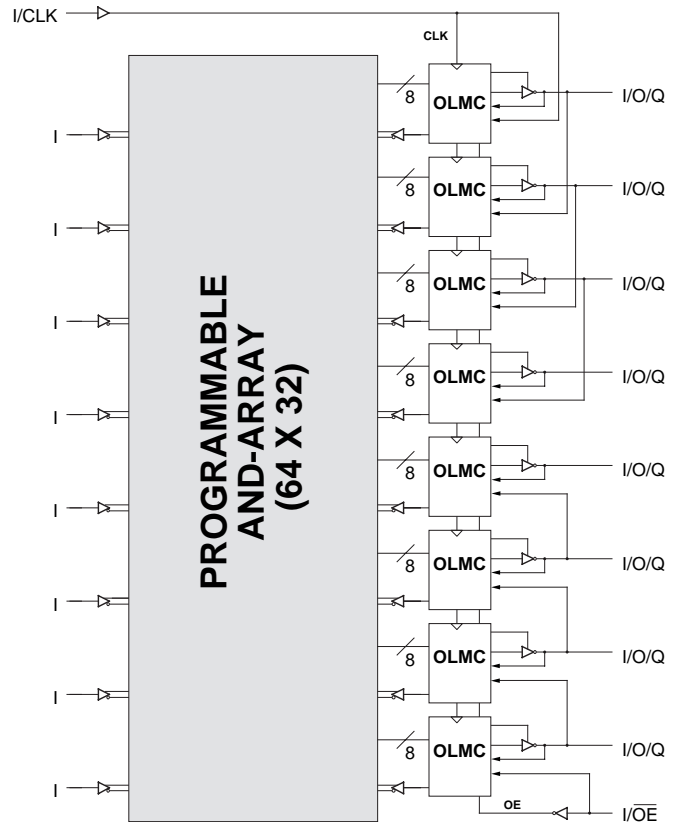 I/CLK
CLK
8
OLMC
I/O/Q
I
8
OLMC
I/O/Q
I
8
OLMC
I/O/Q
I
8
OLMC
I/O/Q
I
PROGRAMMABLE
AND-ARRAY
(64 X 32)
8
OLMC
I/O/Q
I
8
OLMC
I/O/Q
I
8
OLMC
I/O/Q
I
8
OLMC
I/O/Q
I
OE
I/O̅E̅